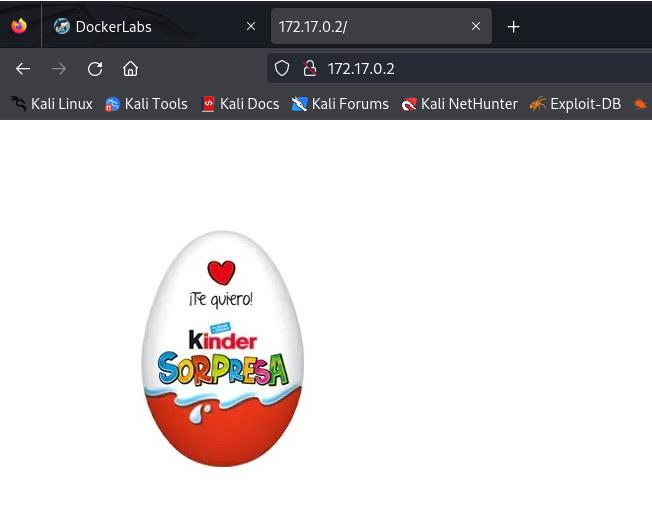 DockerLabs
172.17.0.2/
172.17.0.2
Kali Linux
Kali Tools
Kali Docs
Kali Forums
Kali NetHunter
Exploit-DB
¡Te quiero!
Kinder
SORPRESA